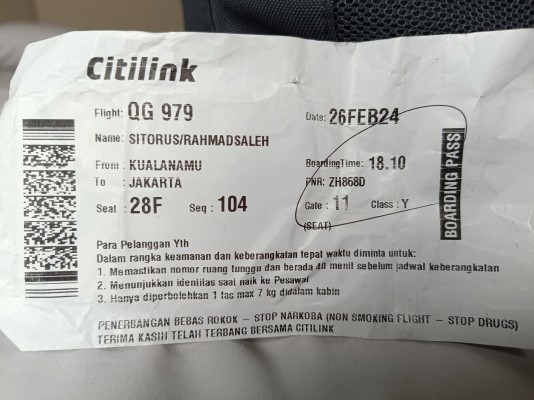 Citilink
Flight: QG 979
Date: 26FEB24
Name: SITORUS/RAHMADSALEH
From : KUALANAMU
BoardingTime: 18.10
To : JAKARTA
PNR: ZH868D
Seat : 28F Seq : 104
Gate : 11 Class : Y
(SEAT)
BOARDING PASS
Para Pelanggan Yth
Dalam rangka keamanan dan keberangkatan tepat waktu diminta untuk:
1. Memastikan nomor ruang tunggu dan berada 40 menit sebelum jadwal keberangkatan
2. Menunjukkan identitas saat naik ke Pesawat
3. Hanya diperbolehkan 1 tas max 7 kg didalam kabin
PENERBANGAN BEBAS ROKOK – STOP NARKOBA (NON SMOKING FLIGHT – STOP DRUGS)
TERIMA KASIH TELAH TERBANG BERSAMA CITILINK